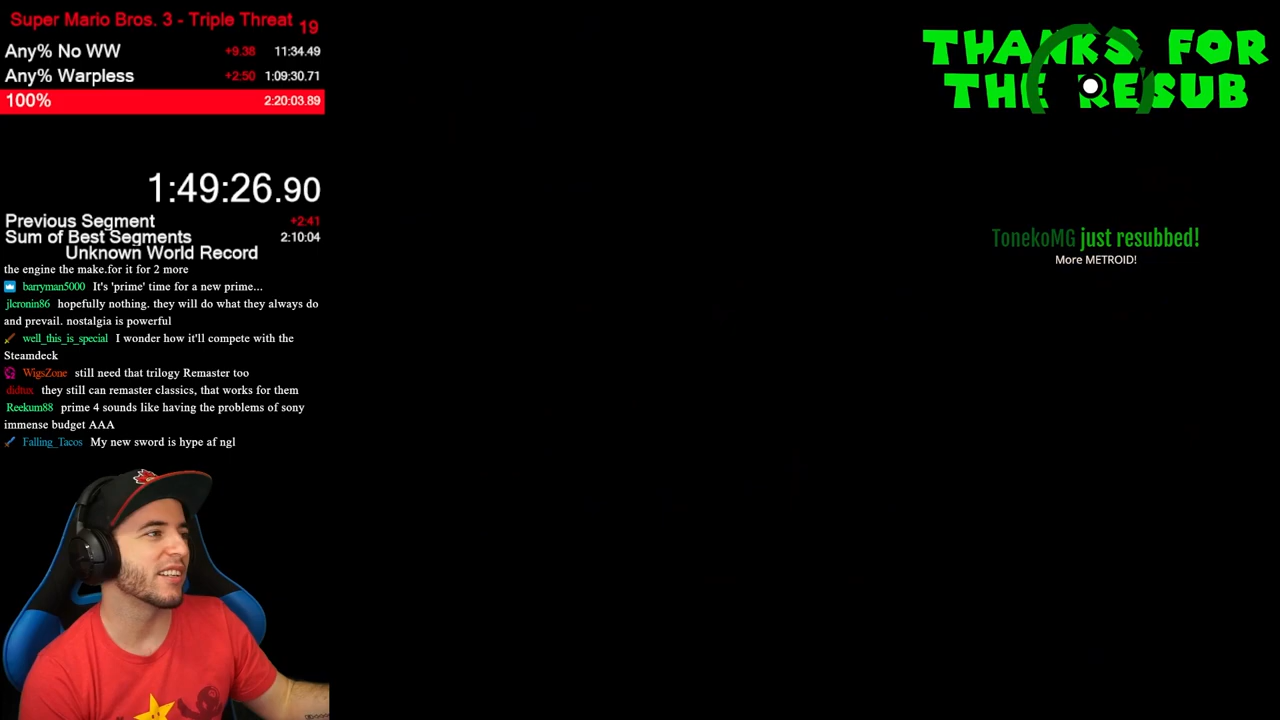 Super Mario Bros. 3 - Triple Threat 19
Any% No WW +9.38 11:34.49
Any% Warpless +2:50 1:09:30.71
100% 2:20:03.89
1:49:26.90
Previous Segment +2:41
Sum of Best Segments 2:10:04
Unknown World Record
the engine the make.for it for 2 more
barryman5000 It's 'prime' time for a new prime...
jlcronin86 hopefully nothing. they will do what they always do
and prevail. nostalgia is powerful
well_this_is_special I wonder how it'll compete with the
Steamdeck
WigsZone still need that trilogy Remaster too
didtux they still can remaster classics, that works for them
Reekum88 prime 4 sounds like having the problems of sony
immense budget AAA
Falling_Tacos My new sword is hype af ngl
THANKS FOR
THE RESUB
TonekoMG just resubbed!
More METROID!